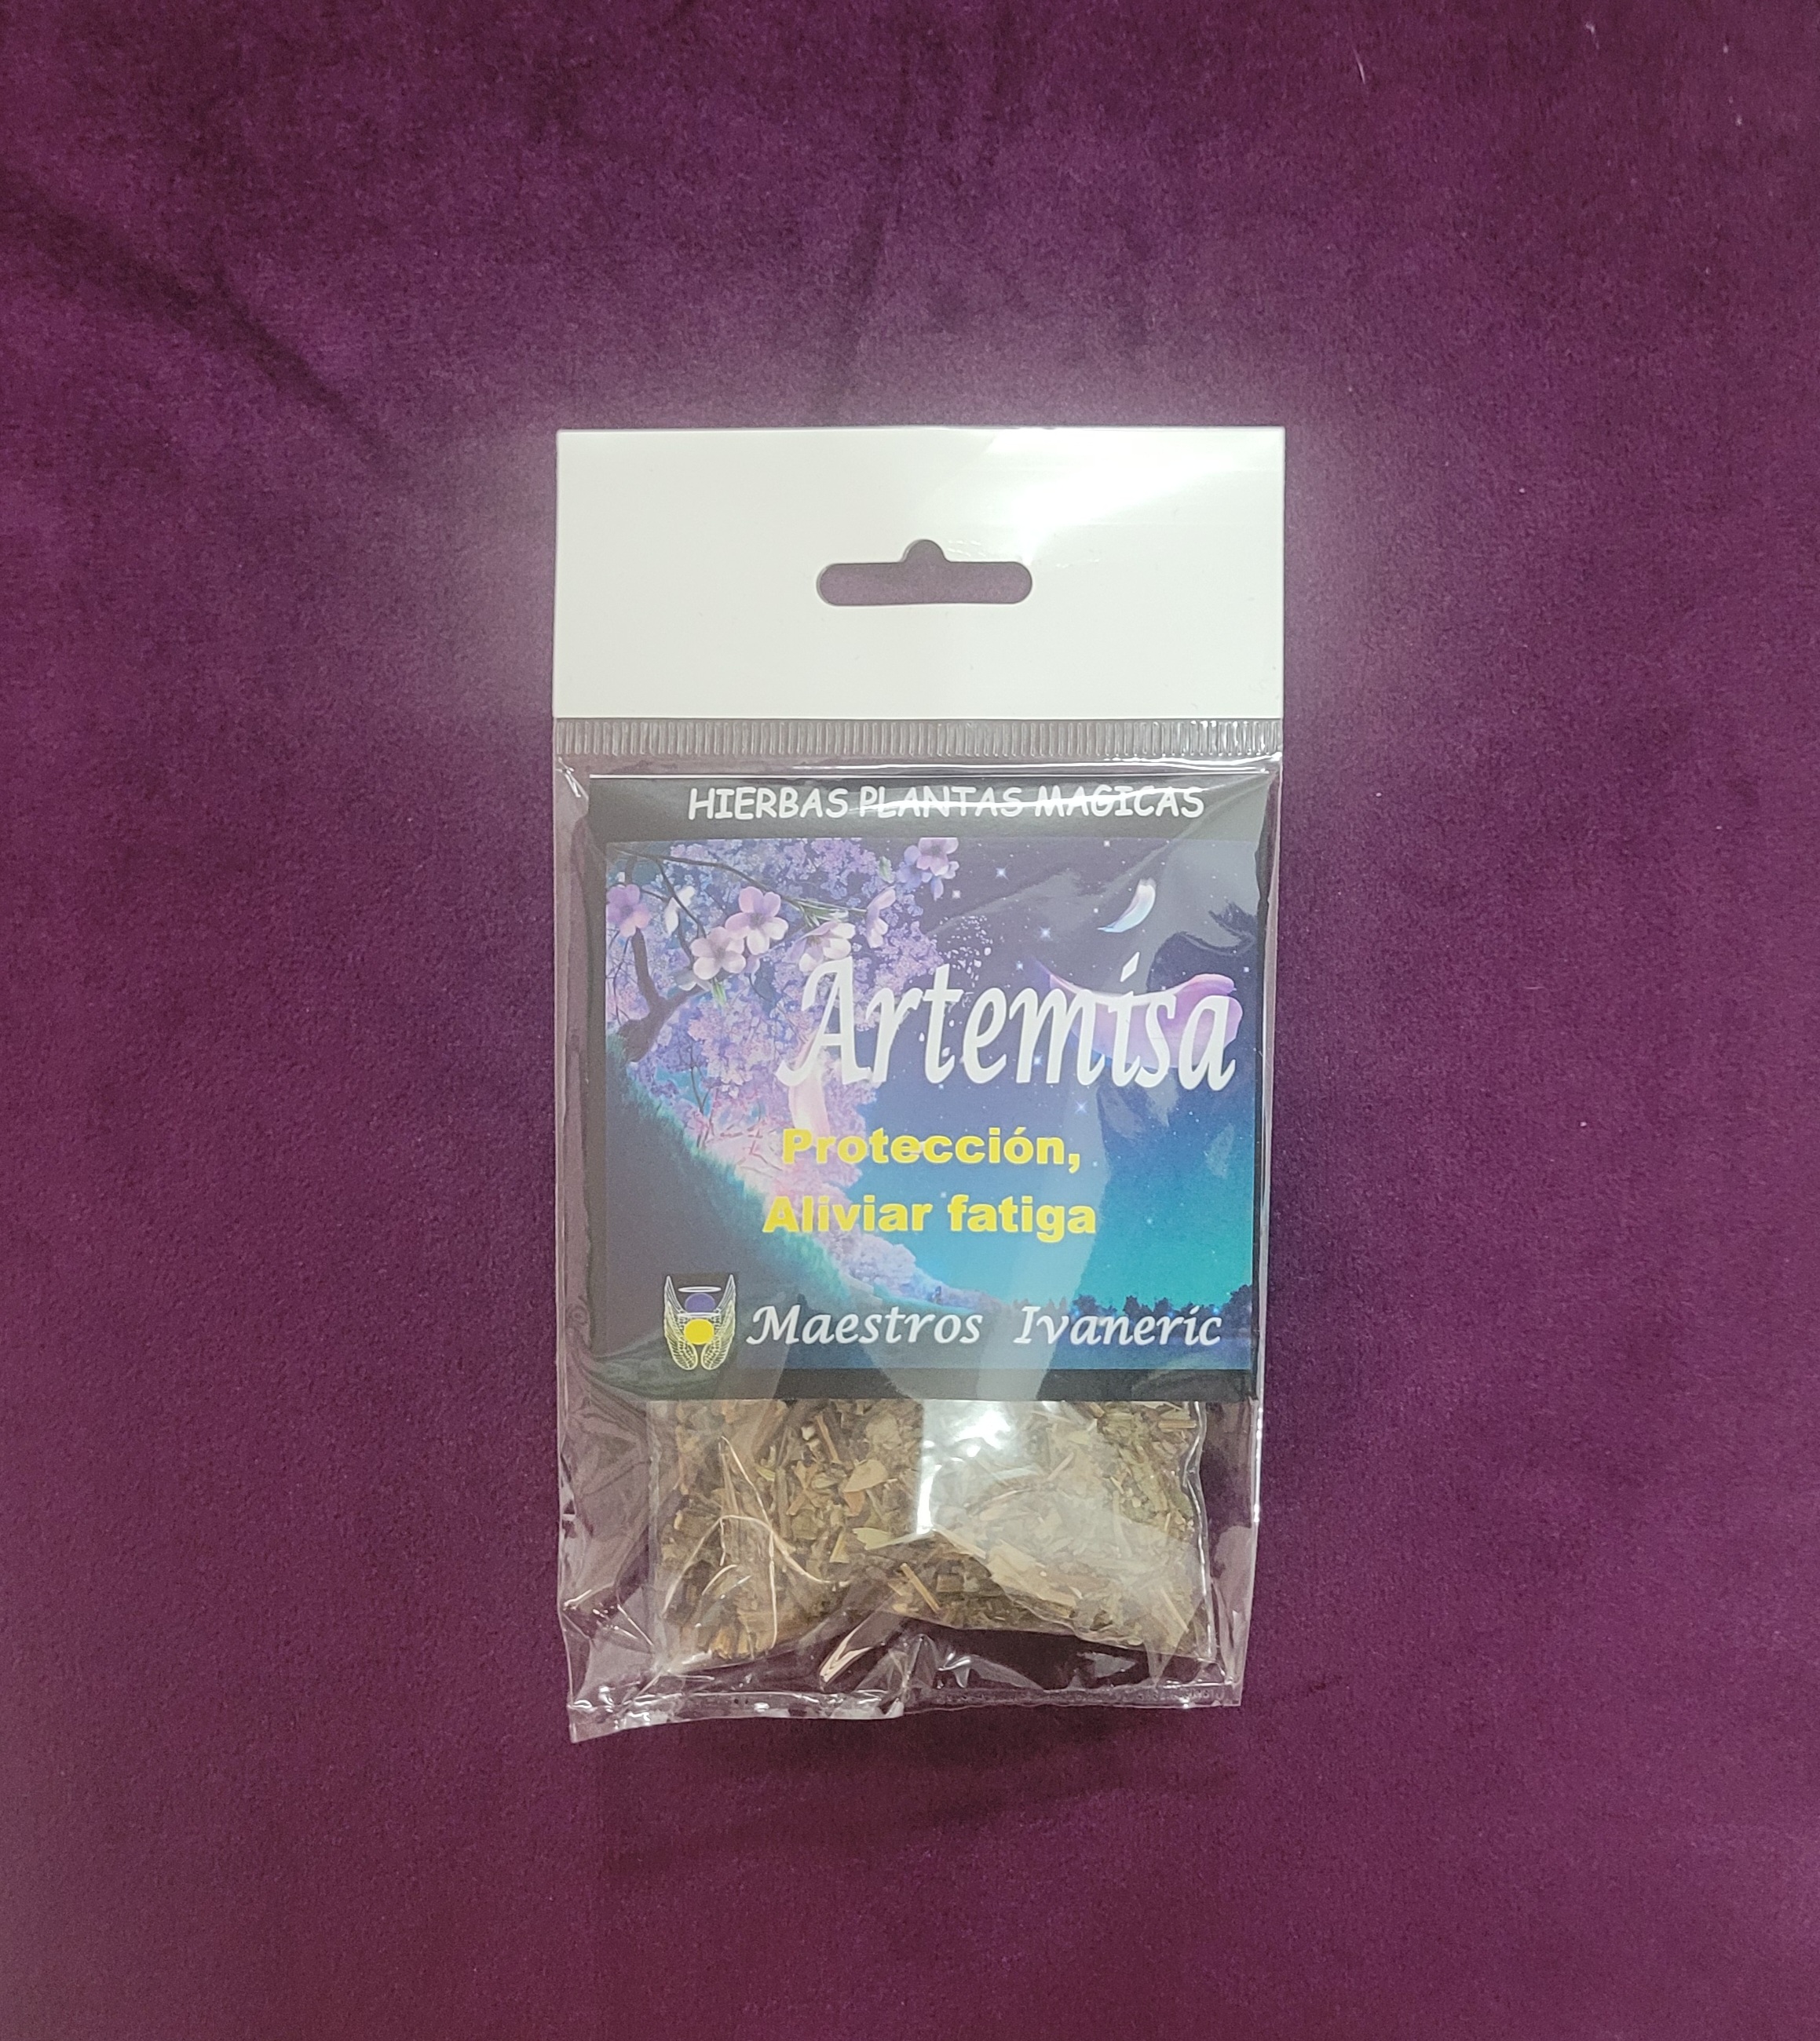 HIERBAS PLANTAS MAGICAS
Artemisa
Protección,
Aliviar fatiga
Maestros Ivaneric